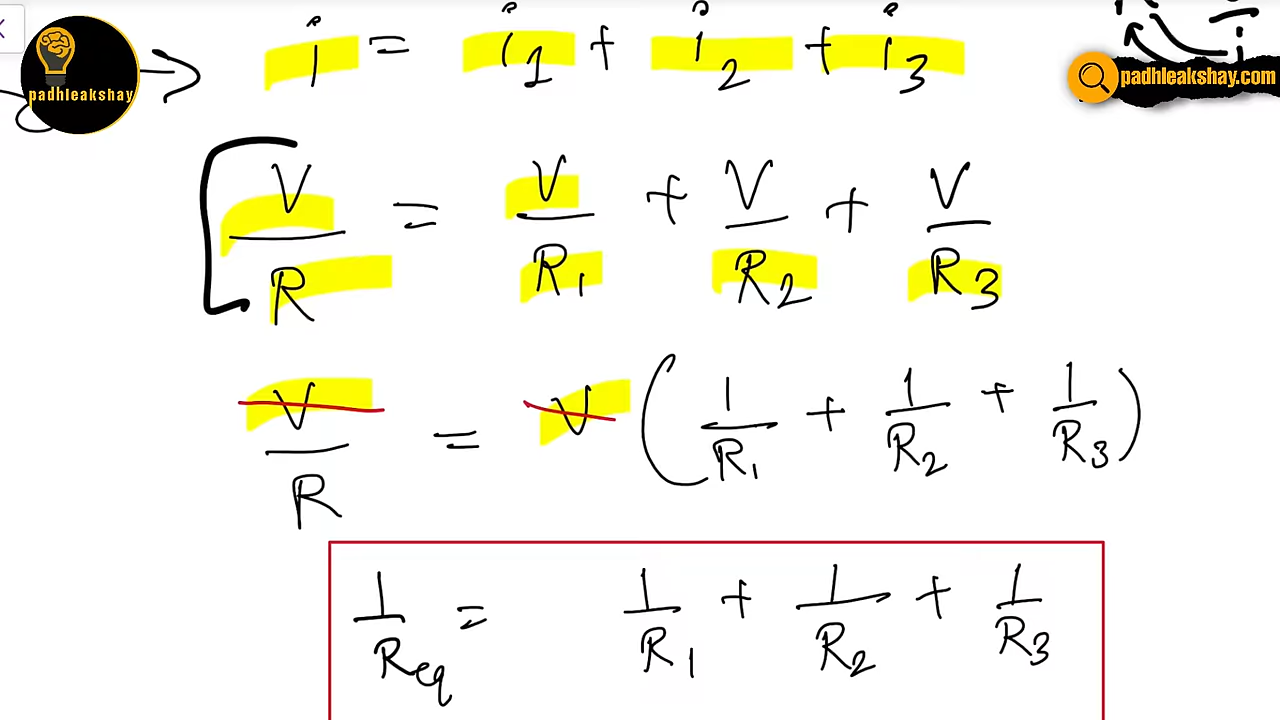 padhleakshay
padhleakshay.com
i = i1 + i2 + i3
V/R = V/R1 + V/R2 + V/R3
V/R = V (1/R1 + 1/R2 + 1/R3)
1/Req = 1/R1 + 1/R2 + 1/R3